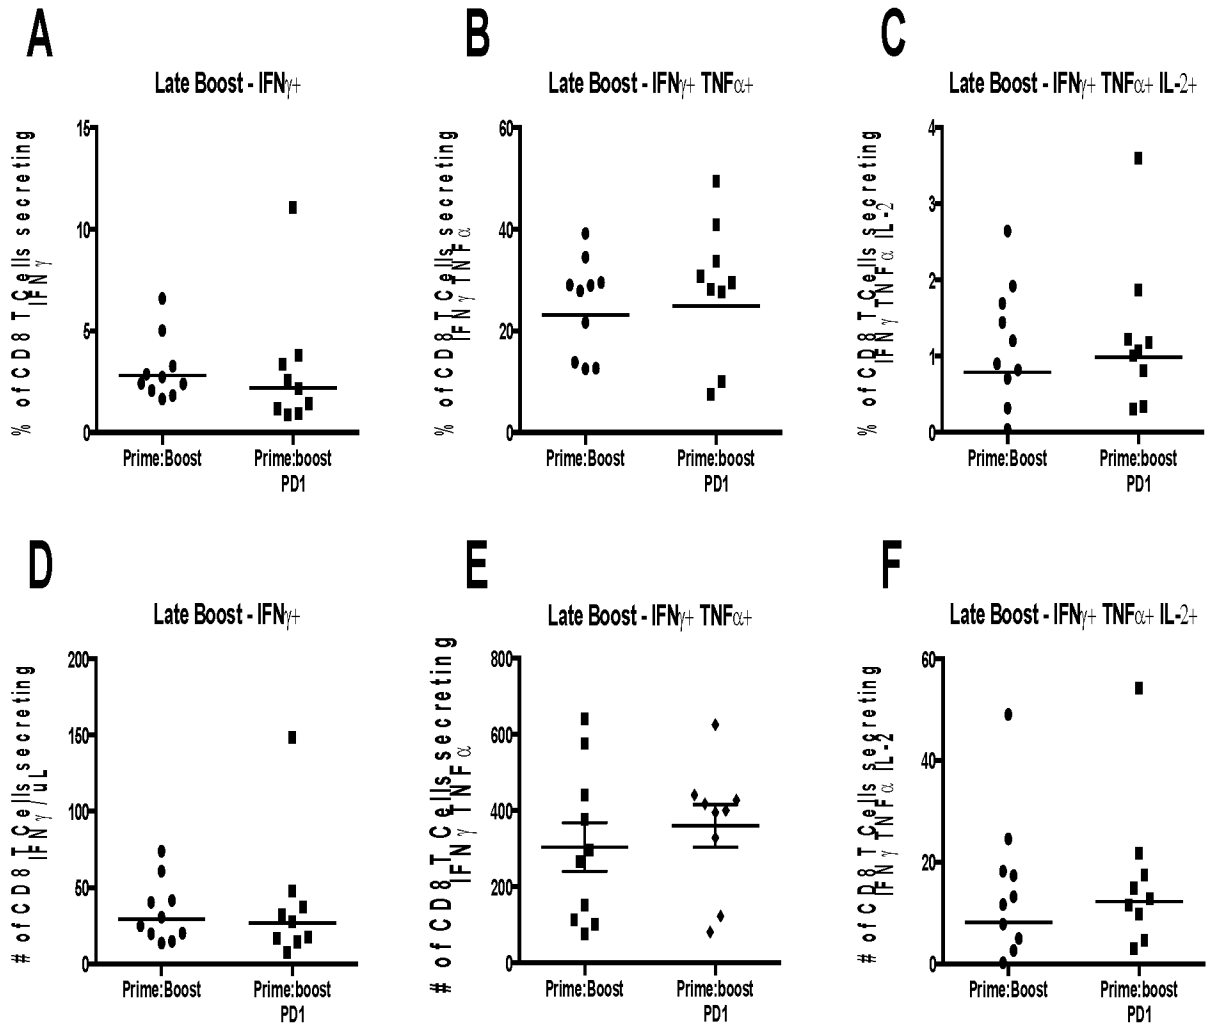 A
Late Boost - IFNγ+
% of CD8 T Cells secreting
IFNγ
15
10
5
0
Prime:Boost
Prime:boost
PD1
B
Late Boost - IFNγ+ TNFα+
% of CD8 T Cells secreting
IFNγ TNFα
60
40
20
0
Prime:Boost
Prime:boost
PD1
C
Late Boost - IFNγ+ TNFα+ IL-2+
% of CD8 T Cells secreting
IFNγ TNFα IL-2
4
3
2
1
0
Prime:Boost
Prime:boost
PD1
D
Late Boost - IFNγ+
# of CD8 T Cells secreting
IFNγ/uL
200
150
100
50
0
Prime:Boost
Prime:boost
PD1
E
Late Boost - IFNγ+ TNFα+
# of CD8 T Cells secreting
IFNγ TNFα
800
600
400
200
0
Prime:Boost
Prime:boost
PD1
F
Late Boost - IFNγ+ TNFα+ IL-2+
# of CD8 T Cells secreting
IFNγ TNFα IL-2
60
40
20
0
Prime:Boost
Prime:boost
PD1